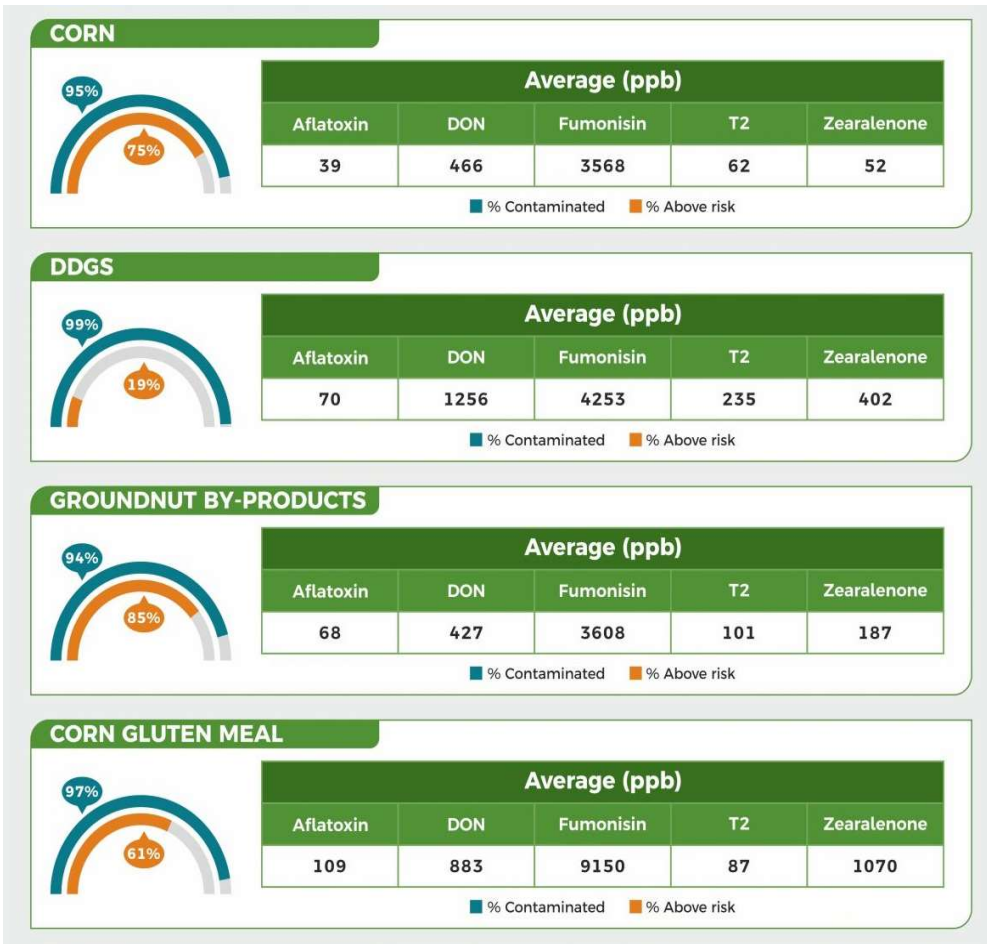 CORN
95%
75%
Average (ppb)
Aflatoxin DON Fumonisin T2 Zearalenone
39 466 3568 62 52
% Contaminated % Above risk
DDGS
99%
19%
Average (ppb)
Aflatoxin DON Fumonisin T2 Zearalenone
70 1256 4253 235 402
% Contaminated % Above risk
GROUNDNUT BY-PRODUCTS
94%
85%
Average (ppb)
Aflatoxin DON Fumonisin T2 Zearalenone
68 427 3608 101 187
% Contaminated % Above risk
CORN GLUTEN MEAL
97%
61%
Average (ppb)
Aflatoxin DON Fumonisin T2 Zearalenone
109 883 9150 87 1070
% Contaminated % Above risk